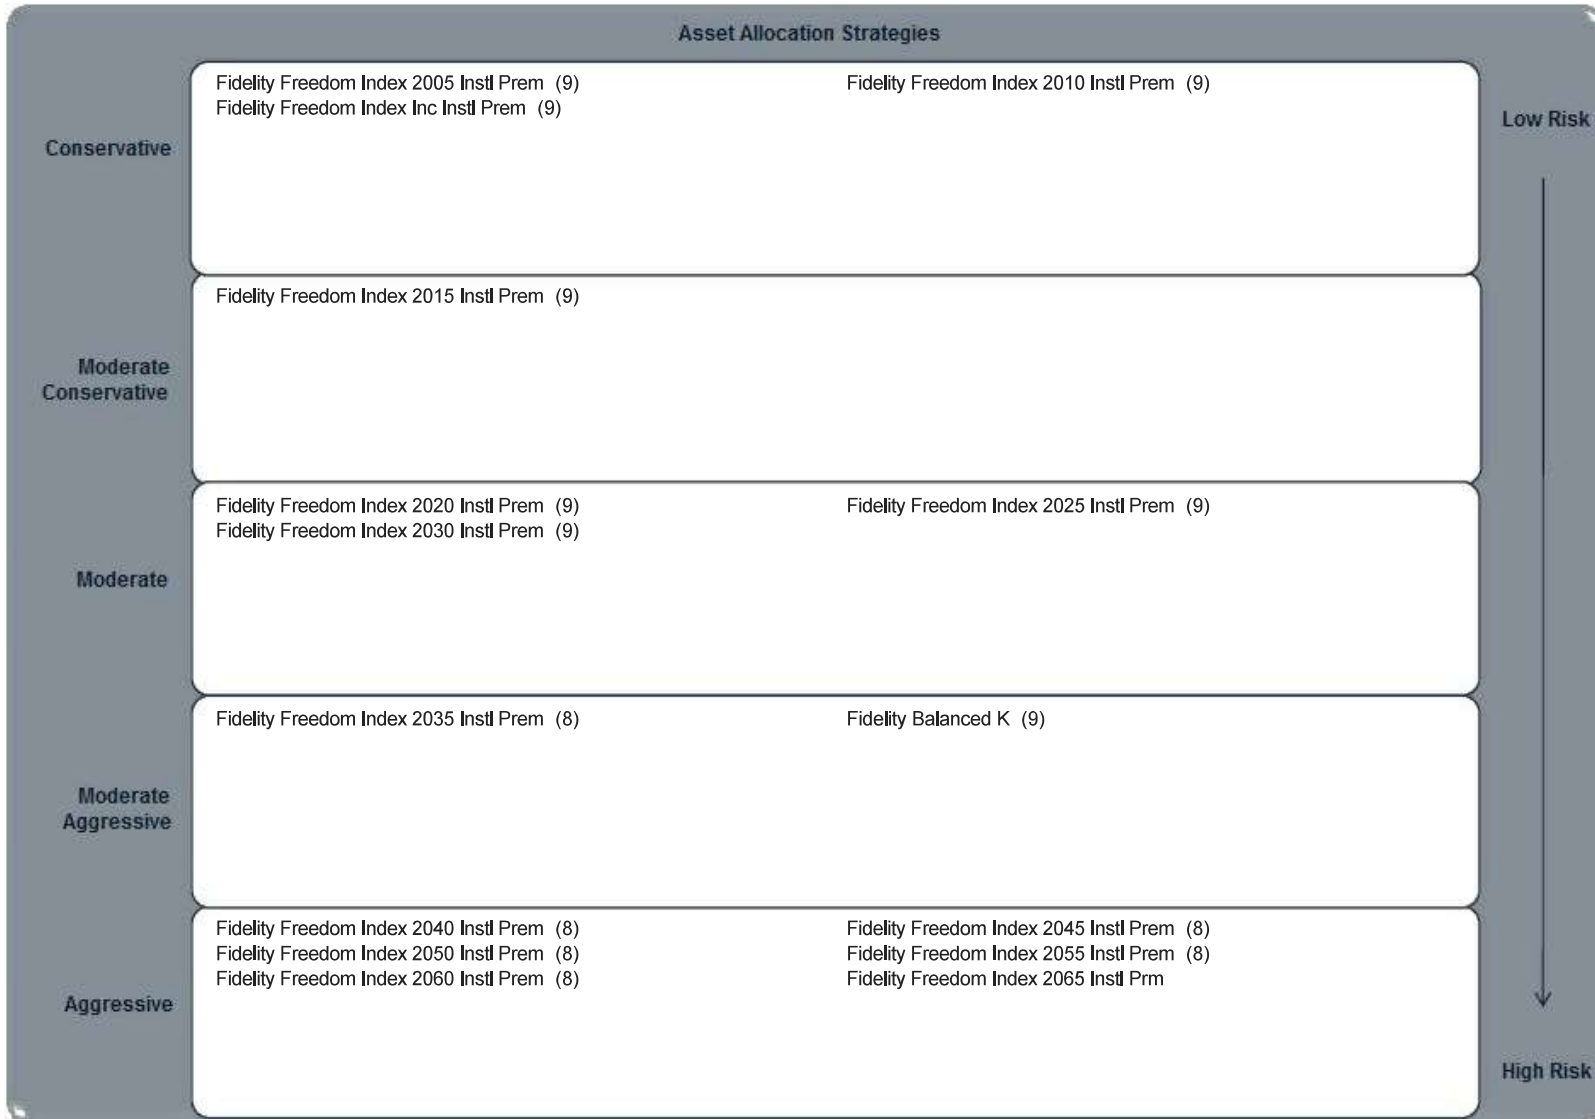 Asset Allocation Strategies
Conservative
Fidelity Freedom Index 2005 Instl Prem (9)
Fidelity Freedom Index 2010 Instl Prem (9)
Fidelity Freedom Index Inc Instl Prem (9)
Low Risk
Moderate
Conservative
Fidelity Freedom Index 2015 Instl Prem (9)
Moderate
Fidelity Freedom Index 2020 Instl Prem (9)
Fidelity Freedom Index 2025 Instl Prem (9)
Fidelity Freedom Index 2030 Instl Prem (9)
Moderate
Aggressive
Fidelity Freedom Index 2035 Instl Prem (8)
Fidelity Balanced K (9)
Aggressive
Fidelity Freedom Index 2040 Instl Prem (8)
Fidelity Freedom Index 2045 Instl Prem (8)
Fidelity Freedom Index 2050 Instl Prem (8)
Fidelity Freedom Index 2055 Instl Prem (8)
Fidelity Freedom Index 2060 Instl Prem (8)
Fidelity Freedom Index 2065 Instl Prm
High Risk